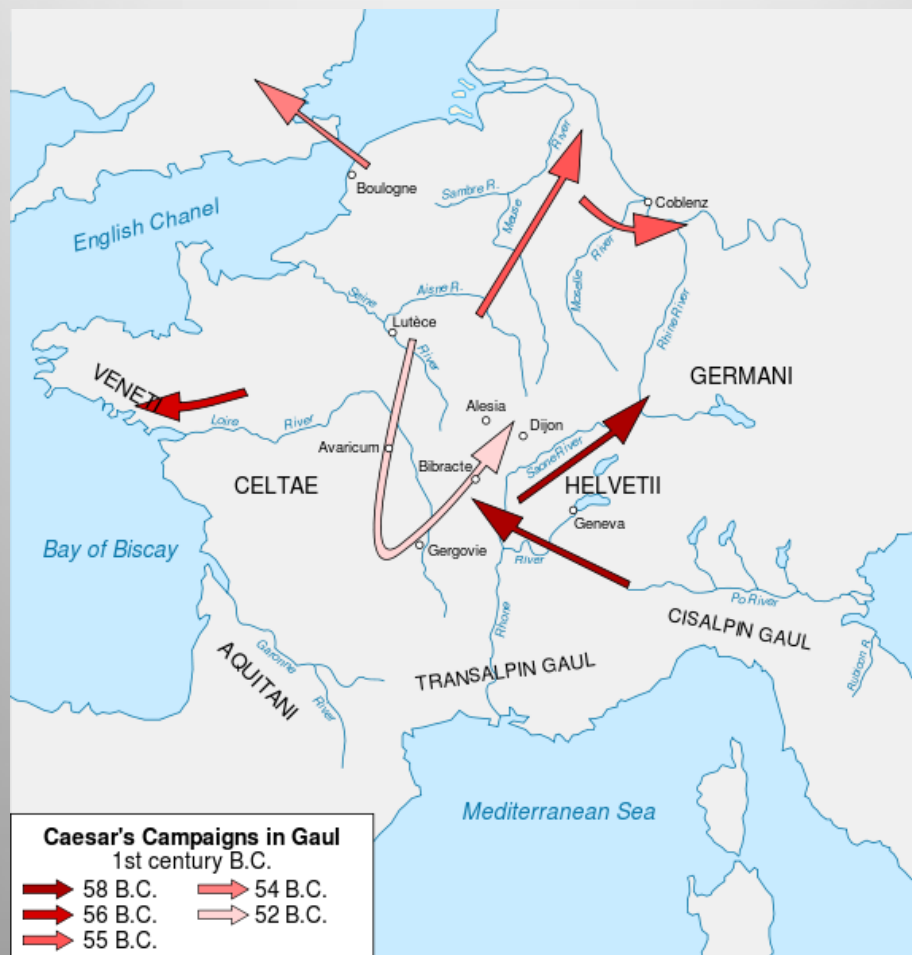 Boulogne
English Chanel
Sambre R.
River
Meuse
Coblenz
River
Moselle
Seine
Aisne R.
Rhine River
Lutèce
River
GERMANI
VENETI
Loire River
Alesia
Dijon
Avaricum
Saone River
Bibracte
CELTAE
HELVETII
Geneva
Bay of Biscay
Gergovie
River
Po River
Rhone
CISALPIN GAUL
Garonne
River
AQUITANI
TRANSALPIN GAUL
Rubicon R.
Mediterranean Sea
Caesar's Campaigns in Gaul
1st century B.C.
58 B.C.
54 B.C.
56 B.C.
52 B.C.
55 B.C.